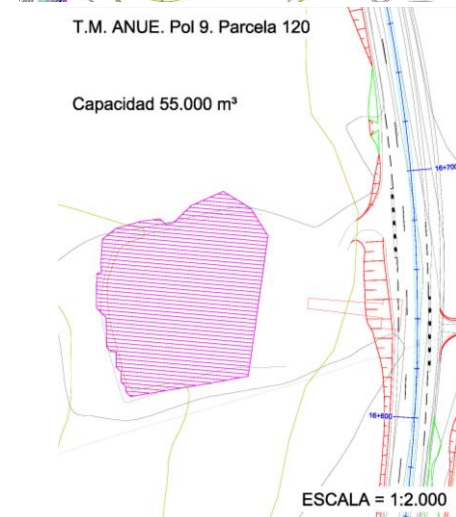 T.M. ANUE. Pol 9. Parcela 120
Capacidad 55.000 m³
16+700
16+600
ESCALA = 1:2.000